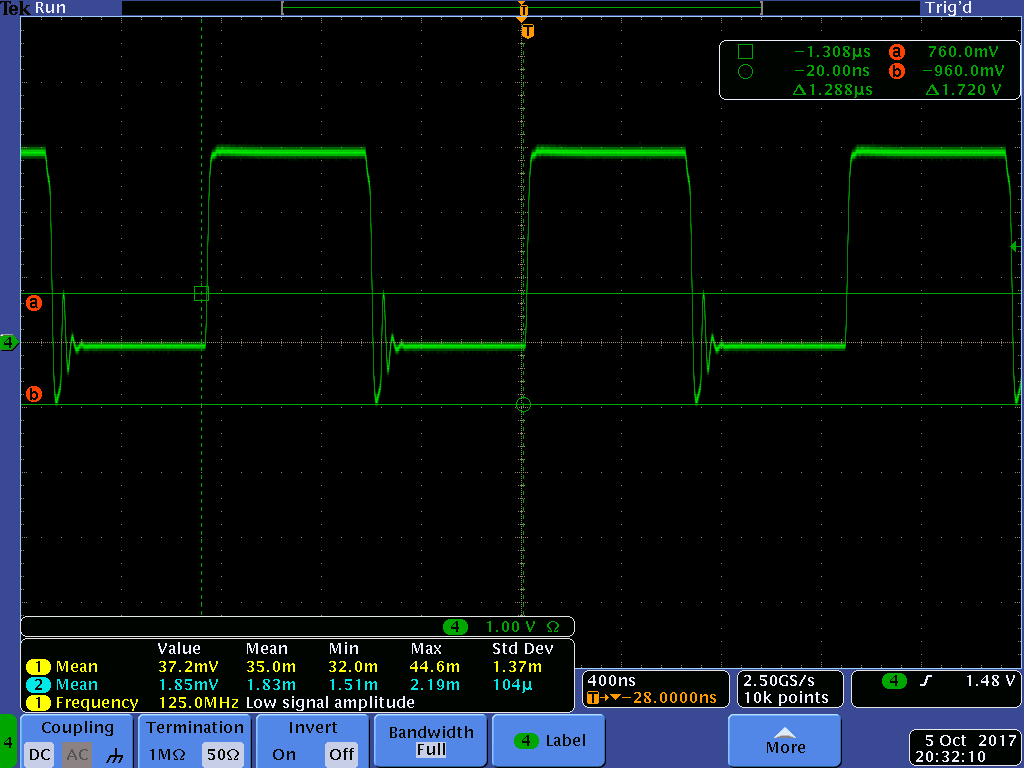 Tek Run Trig'd
T
T
−1.308µs a 760.0mV
−20.00ns b −960.0mV
Δ1.288µs Δ1.720 V
a
4
b
4 1.00 V Ω
Value Mean Min Max Std Dev
1 Mean 37.2mV 35.0m 32.0m 44.6m 1.37m
2 Mean 1.85mV 1.83m 1.51m 2.19m 104µ
1 Frequency 125.0MHz Low signal amplitude
400ns
T→▼−28.0000ns
2.50GS/s
10k points
4 1.48 V
4
Coupling
DC AC
Termination
1MΩ 50Ω
Invert
On Off
Bandwidth
Full
4 Label
More
5 Oct 2017
20:32:10